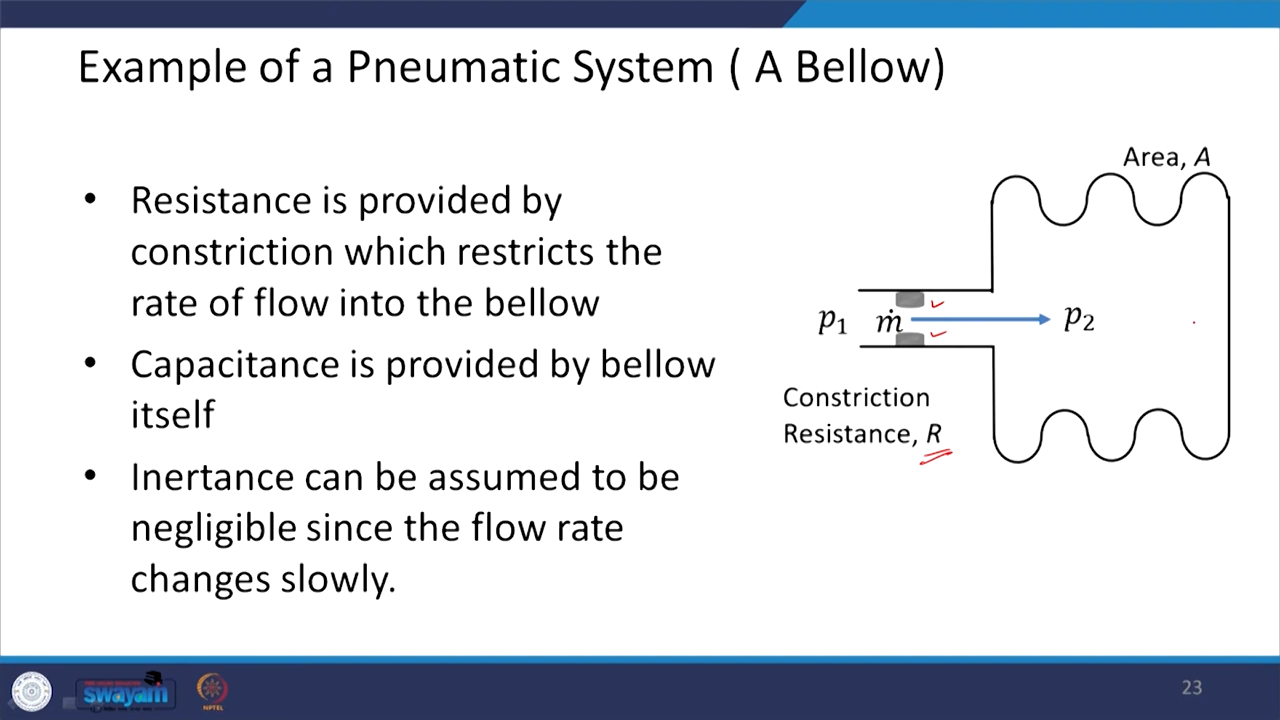 Example of a Pneumatic System ( A Bellow)
• Resistance is provided by
constriction which restricts the
rate of flow into the bellow
• Capacitance is provided by bellow
itself
• Inertance can be assumed to be
negligible since the flow rate
changes slowly.
Area, A
p₁ ṁ p₂
Constriction
Resistance, R
swayam
NPTEL
23